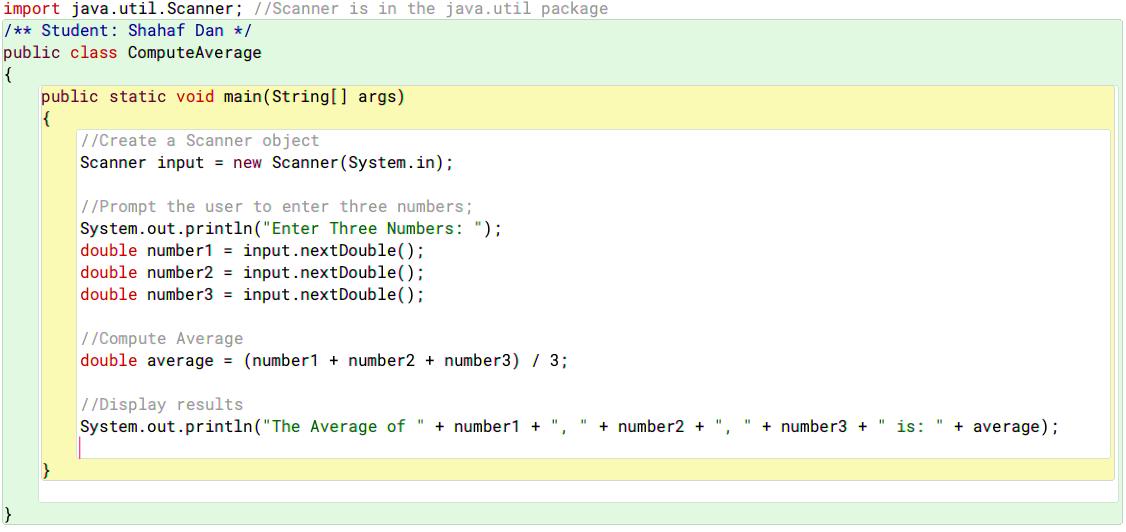 import java.util.Scanner; //Scanner is in the java.util package
/** Student: Shahaf Dan */
public class ComputeAverage
{
public static void main(String[] args)
{
//Create a Scanner object
Scanner input = new Scanner(System.in);
//Prompt the user to enter three numbers;
System.out.println("Enter Three Numbers: ");
double number1 = input.nextDouble();
double number2 = input.nextDouble();
double number3 = input.nextDouble();
//Compute Average
double average = (number1 + number2 + number3) / 3;
//Display results
System.out.println("The Average of " + number1 + ", " + number2 + ", " + number3 + " is: " + average);
}
}